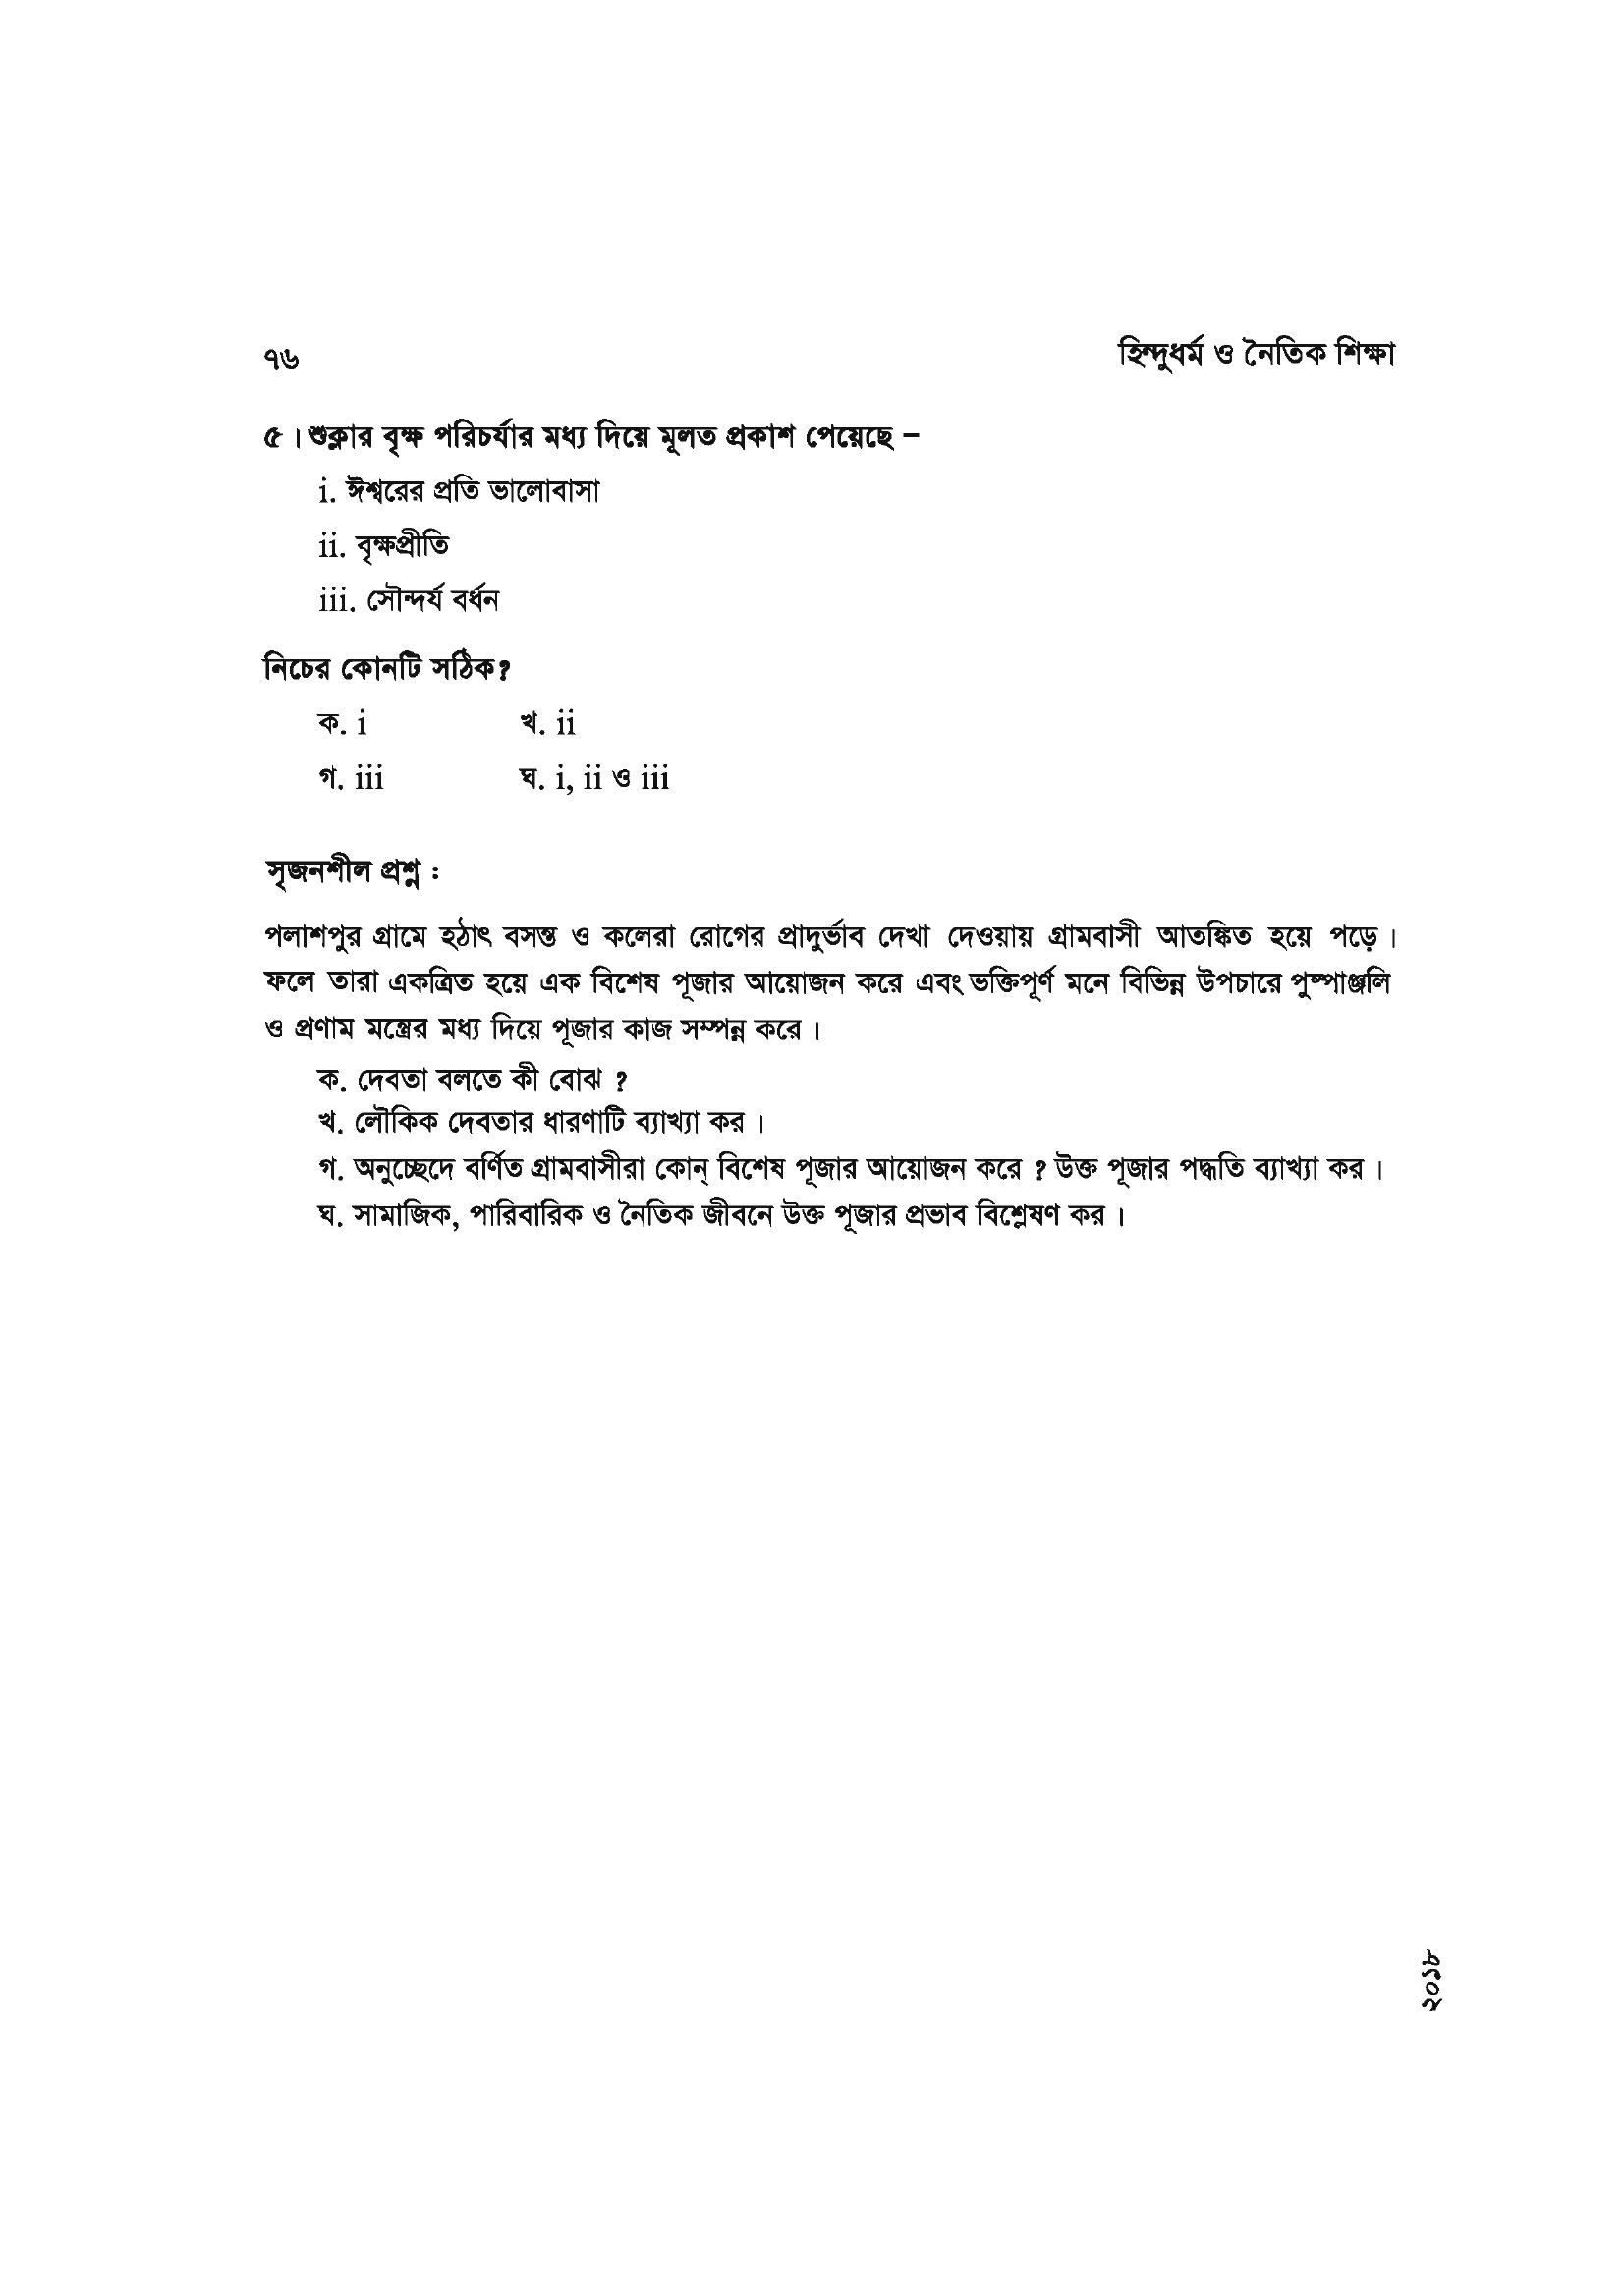 ৭৬ হিন্দুধর্ম ও নৈতিক শিক্ষা
৫। শুক্লার বৃক্ষ পরিচর্যার মধ্য দিয়ে মূলত প্রকাশ পেয়েছে –
i. ঈশ্বরের প্রতি ভালোবাসা
ii. বৃক্ষপ্রীতি
iii. সৌন্দর্য বর্ধন
নিচের কোনটি সঠিক?
ক. i খ. ii
গ. iii ঘ. i, ii ও iii
সৃজনশীল প্রশ্ন :
পলাশপুর গ্রামে হঠাৎ বসন্ত ও কলেরা রোগের প্রাদুর্ভাব দেখা দেওয়ায় গ্রামবাসী আতঙ্কিত হয়ে পড়ে।
ফলে তারা একত্রিত হয়ে এক বিশেষ পূজার আয়োজন করে এবং ভক্তিপূর্ণ মনে বিভিন্ন উপচারে পুষ্পাঞ্জলি
ও প্রণাম মন্ত্রের মধ্য দিয়ে পূজার কাজ সম্পন্ন করে।
ক. দেবতা বলতে কী বোঝ ?
খ. লৌকিক দেবতার ধারণাটি ব্যাখ্যা কর।
গ. অনুচ্ছেদে বর্ণিত গ্রামবাসীরা কোন্ বিশেষ পূজার আয়োজন করে ? উক্ত পূজার পদ্ধতি ব্যাখ্যা কর।
ঘ. সামাজিক, পারিবারিক ও নৈতিক জীবনে উক্ত পূজার প্রভাব বিশ্লেষণ কর।
২০১৮